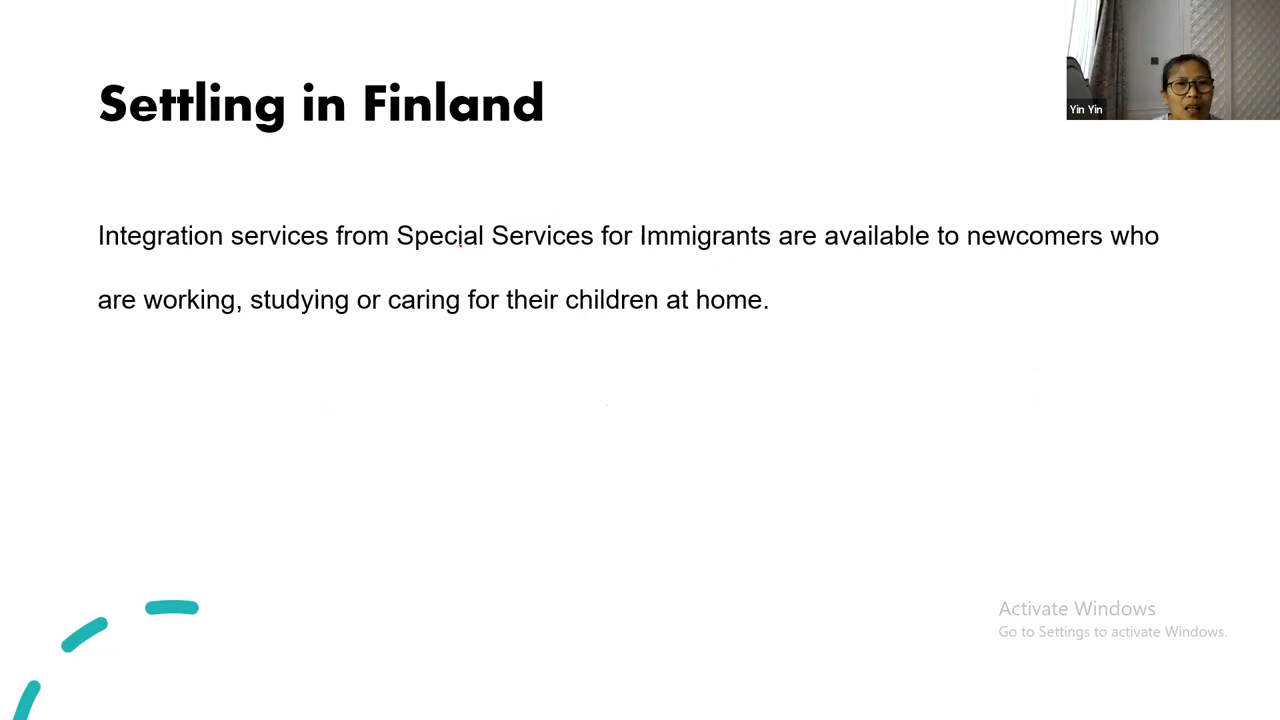 Settling in Finland
Yin Yin
Integration services from Special Services for Immigrants are available to newcomers who
are working, studying or caring for their children at home.
Activate Windows
Go to Settings to activate Windows.